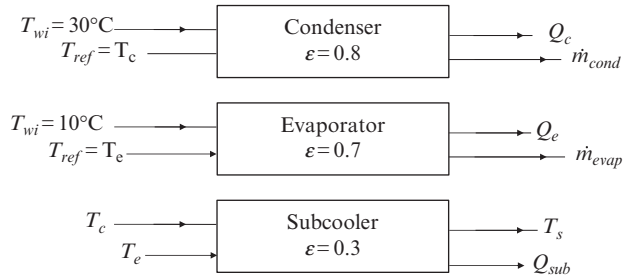 T_wi = 30°C
Condenser
Q_c
T_ref = T_c
ε = 0.8
ṁ_cond
T_wi = 10°C
Evaporator
Q_e
T_ref = T_e
ε = 0.7
ṁ_evap
T_c
Subcooler
T_s
T_e
ε = 0.3
Q_sub